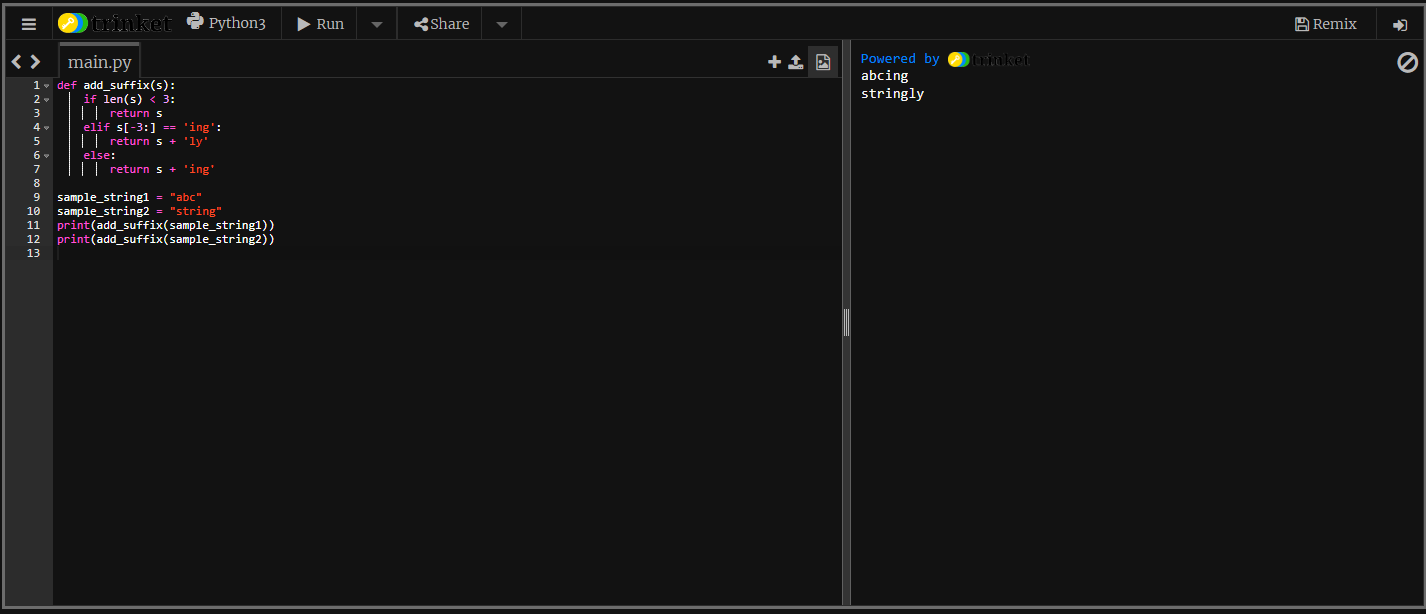 trinket Python3 Run Share Remix
main.py
1 def add_suffix(s):
2     if len(s) < 3:
3         return s
4     elif s[-3:] == 'ing':
5         return s + 'ly'
6     else:
7         return s + 'ing'
8
9 sample_string1 = "abc"
10 sample_string2 = "string"
11 print(add_suffix(sample_string1))
12 print(add_suffix(sample_string2))
13
Powered by trinket
abcing
stringly